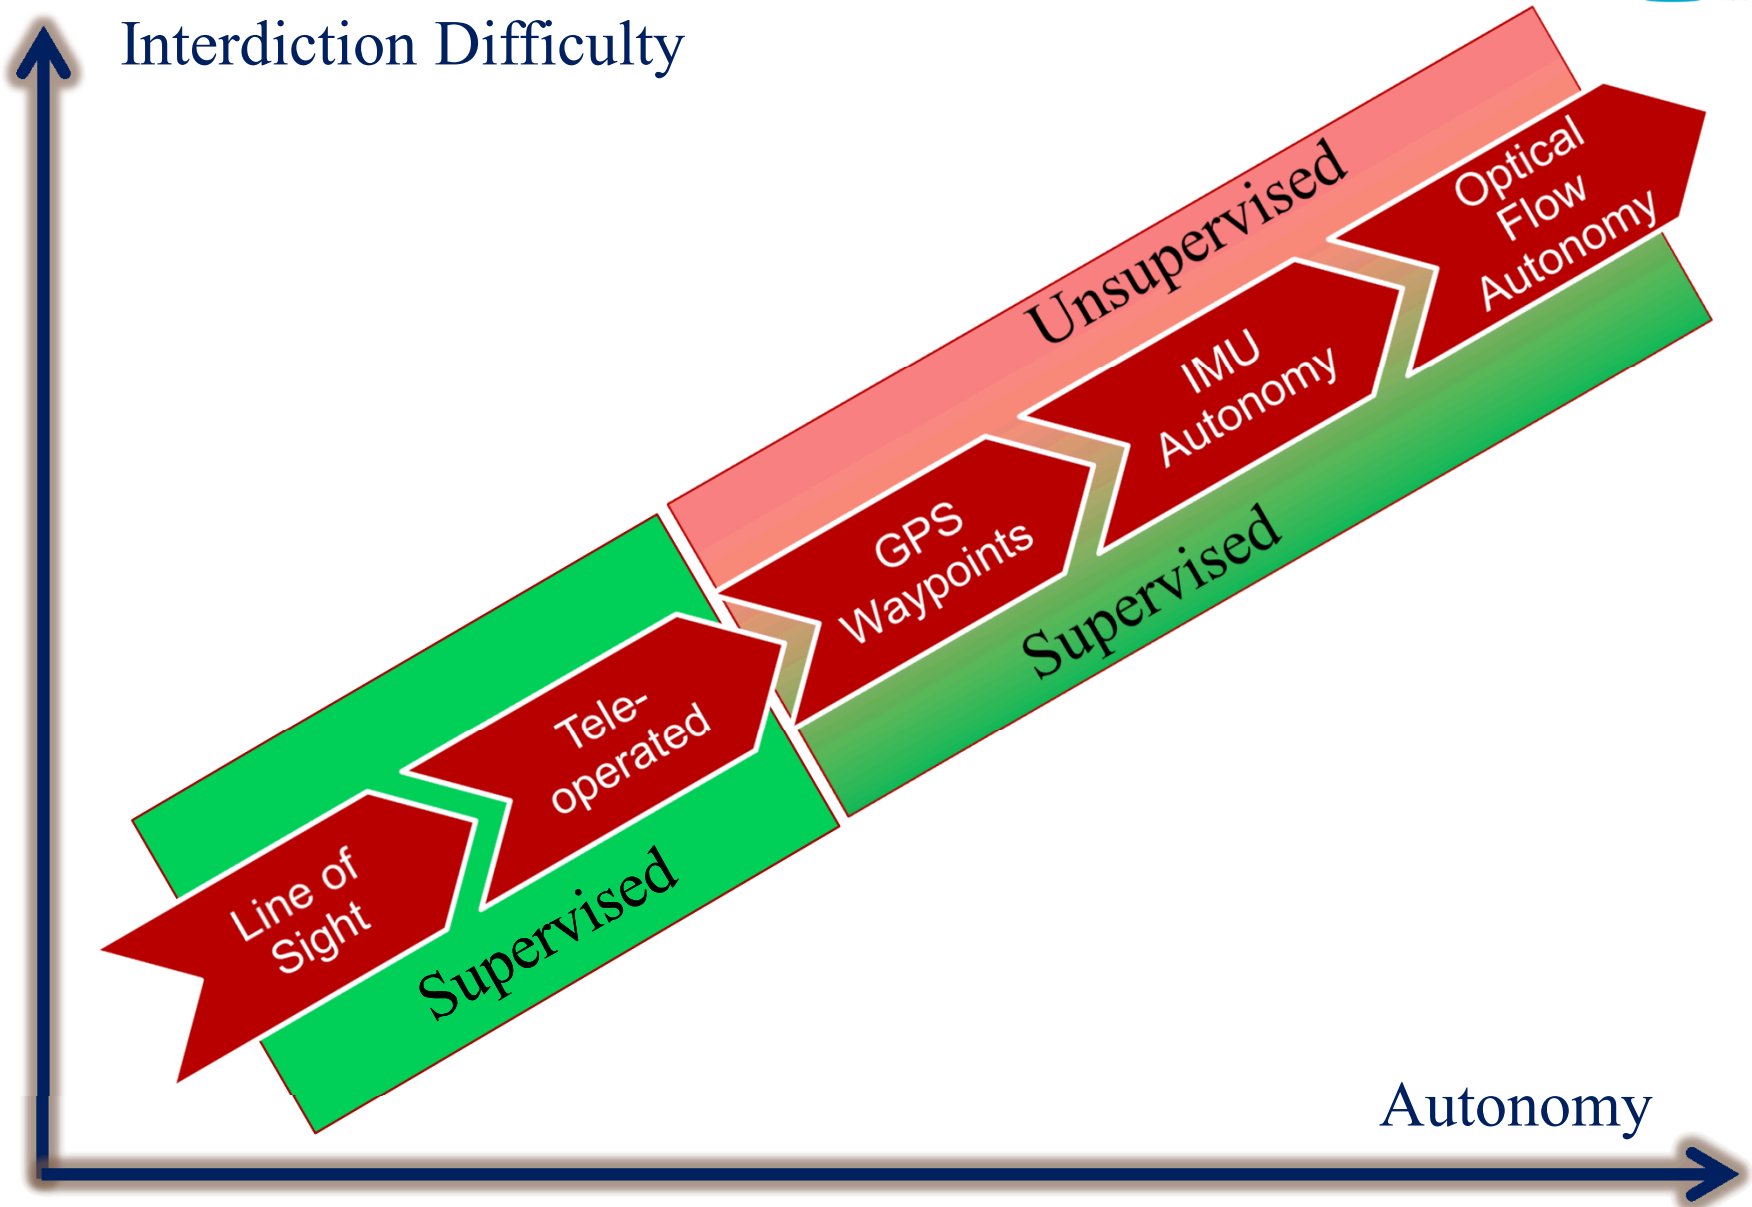 Interdiction Difficulty
Unsupervised
Optical
Flow
Autonomy
IMU
Autonomy
GPS
Waypoints
Supervised
Tele-
operated
Line of
Sight
Supervised
Autonomy